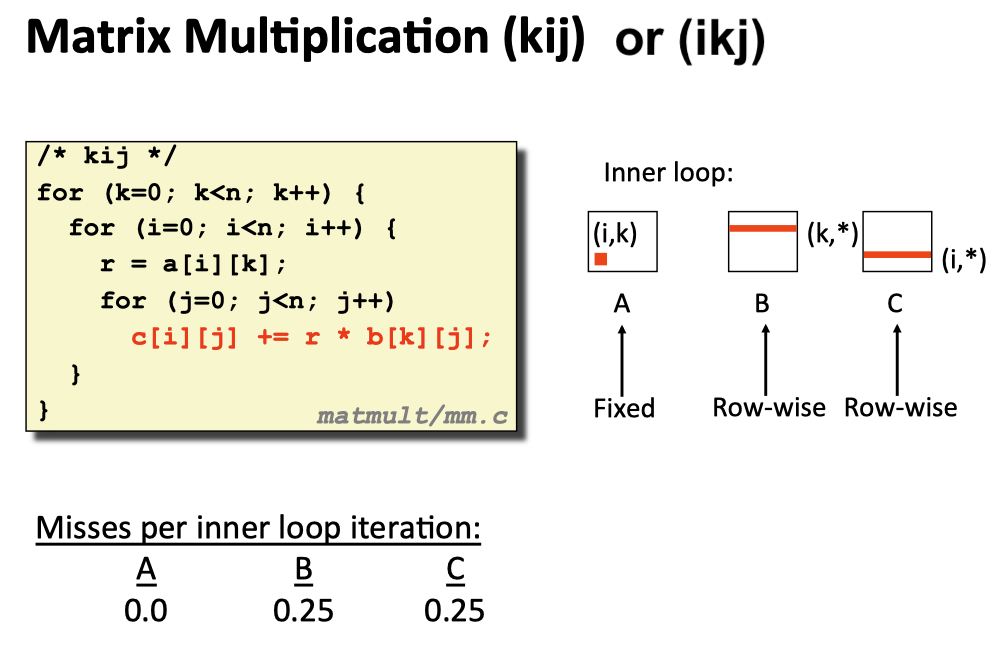 Matrix Multiplication (kij) or (ikj)
/* kij */
for (k=0; k<n; k++) {
  for (i=0; i<n; i++) {
    r = a[i][k];
    for (j=0; j<n; j++)
      c[i][j] += r * b[k][j];
  }
}
matmult/mm.c
Inner loop:
(i,k)
(k,*)
(i,*)
A B C
Fixed Row-wise Row-wise
Misses per inner loop iteration:
A B C
0.0 0.25 0.25